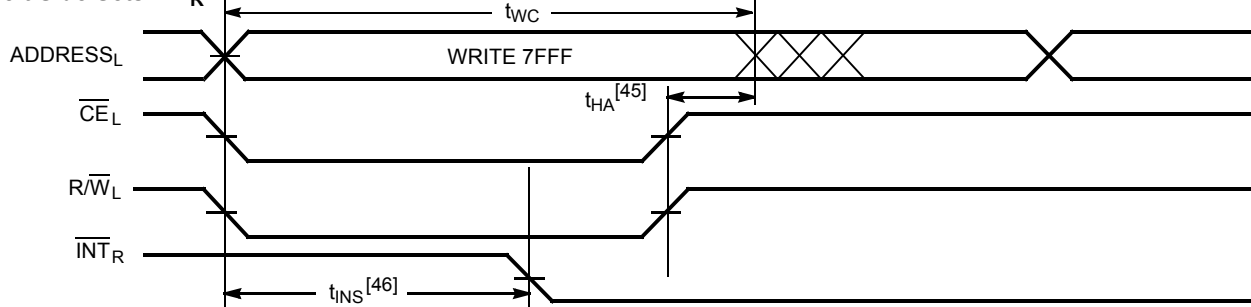 R
tWC
ADDRESSL
WRITE 7FFF
tHA[45]
CEL
R/WL
INTR
tINS[46]